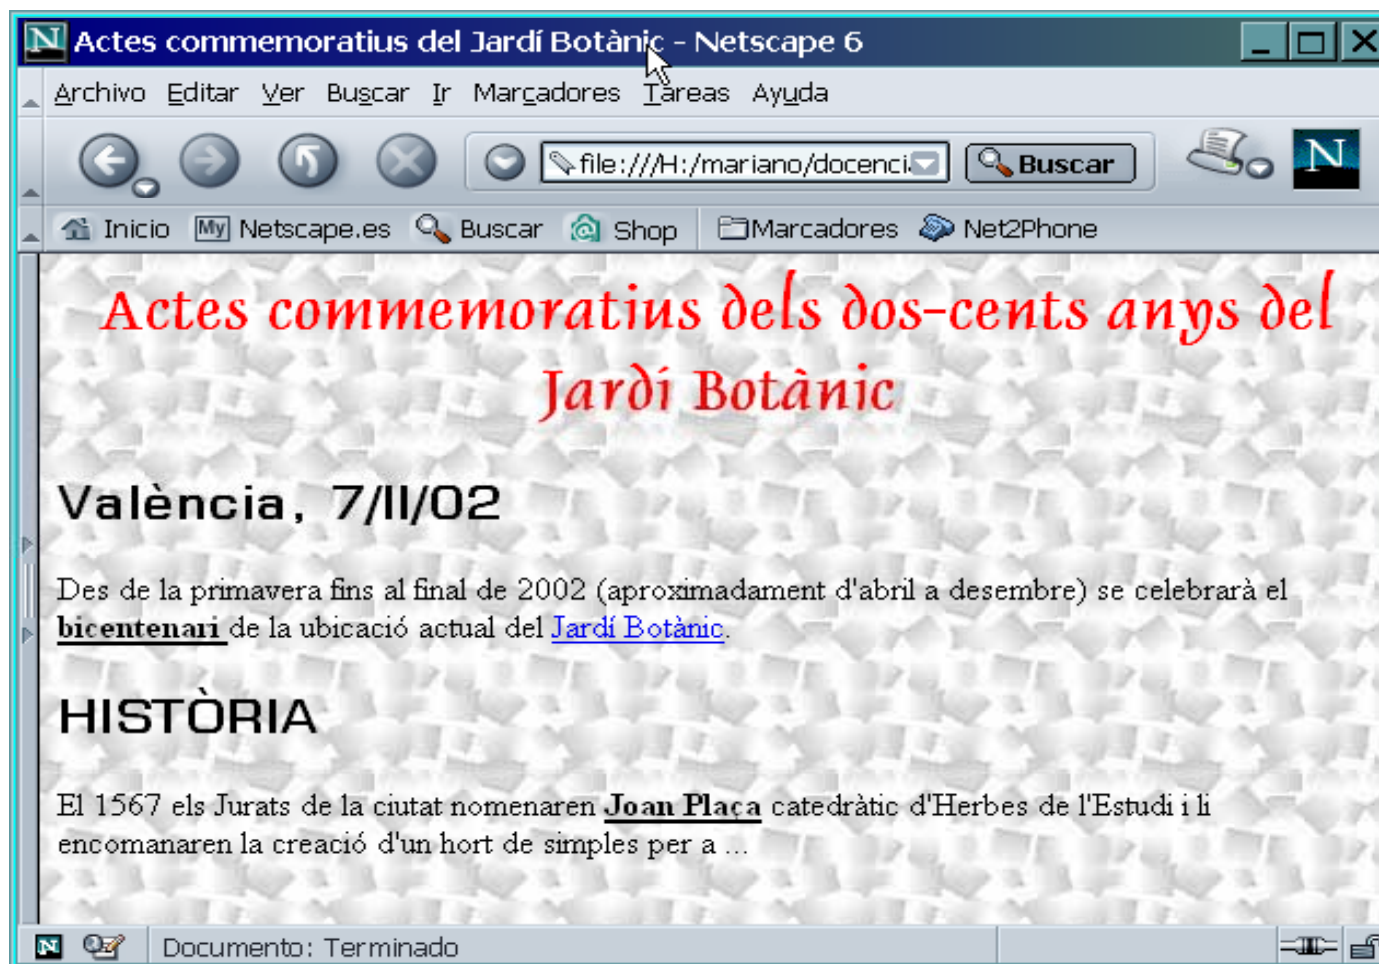 N Actes commemoratius del Jardí Botànic - Netscape 6
Archivo Editar Ver Buscar Ir Marcadores Tareas Ayuda
file:///H:/mariano/docenci Buscar N
Inicio My Netscape.es Buscar Shop Marcadores Net2Phone
Actes commemoratius dels dos-cents anys del
Jardí Botànic
València, 7/II/02
Des de la primavera fins al final de 2002 (aproximadament d'abril a desembre) se celebrarà el
bicentenari de la ubicació actual del Jardí Botànic.
HISTÒRIA
El 1567 els Jurats de la ciutat nomenaren Joan Plaça catedràtic d'Herbes de l'Estudi i li
encomanaren la creació d'un hort de simples per a ...
N Documento: Terminado